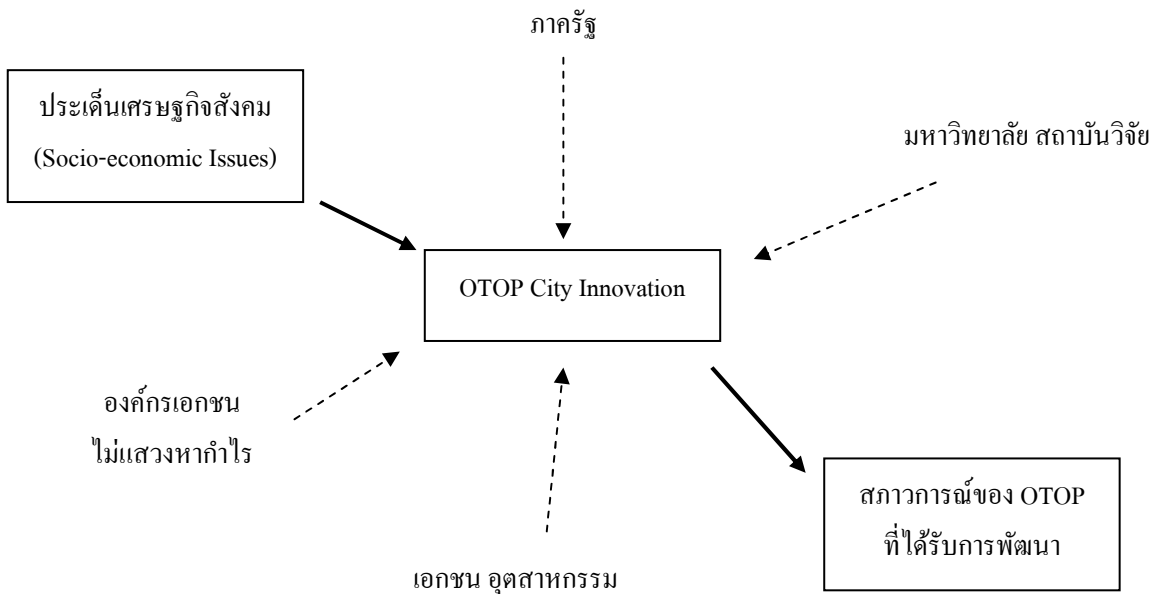 ภาครัฐ
ประเด็นเศรษฐกิจสังคม
(Socio-economic Issues)
มหาวิทยาลัย สถาบันวิจัย
OTOP City Innovation
องค์กรเอกชน
ไม่แสวงหากำไร
สภาวการณ์ของ OTOP
ที่ได้รับการพัฒนา
เอกชน อุตสาหกรรม